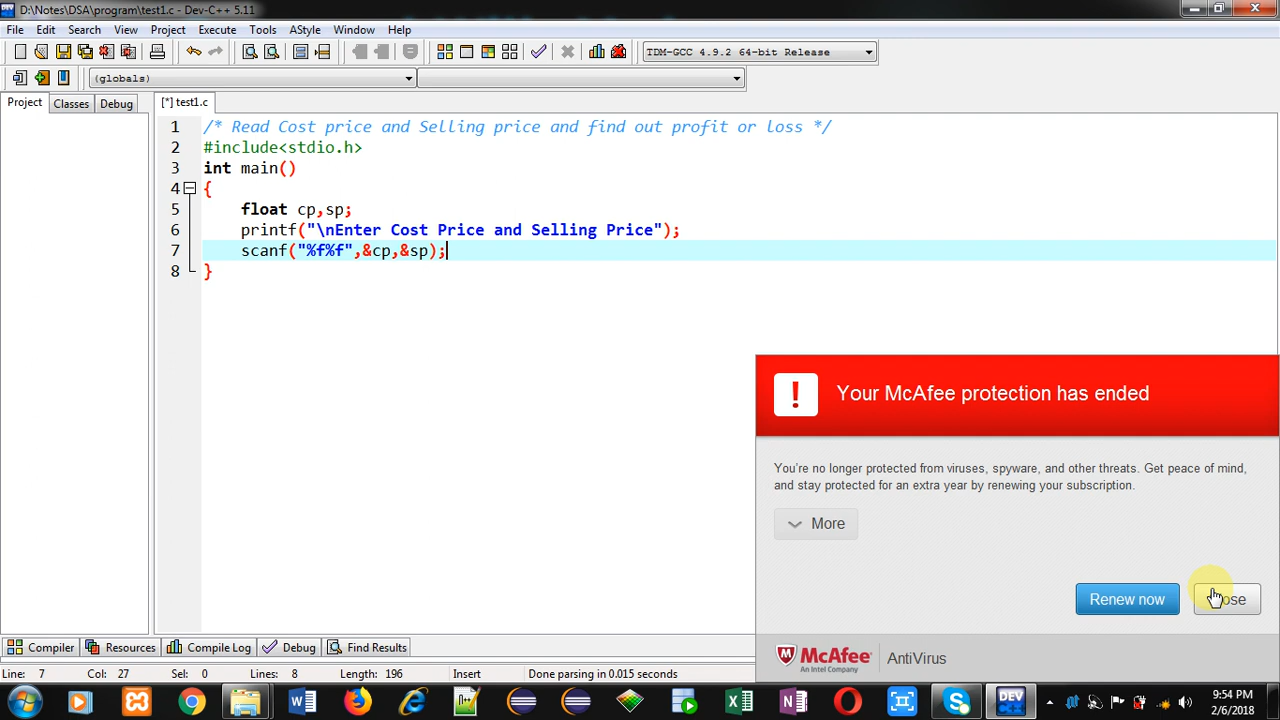 D:\Notes\DSA\program\test1.c - Dev-C++ 5.11
File Edit Search View Project Execute Tools AStyle Window Help
TDM-GCC 4.9.2 64-bit Release
(globals)
Project Classes Debug [*] test1.c
1 /* Read Cost price and Selling price and find out profit or loss */
2 #include<stdio.h>
3 int main()
4 {
5 float cp,sp;
6 printf("\nEnter Cost Price and Selling Price");
7 scanf("%f%f",&cp,&sp);
8 }
Your McAfee protection has ended
You're no longer protected from viruses, spyware, and other threats. Get peace of mind,
and stay protected for an extra year by renewing your subscription.
More
Renew now
McAfee AntiVirus
An Intel Company
Compiler Resources Compile Log Debug Find Results
Line: 7 Col: 27 Sel: 0 Lines: 8 Length: 196 Insert Done parsing in 0.015 seconds
DEV
9:54 PM
2/6/2018